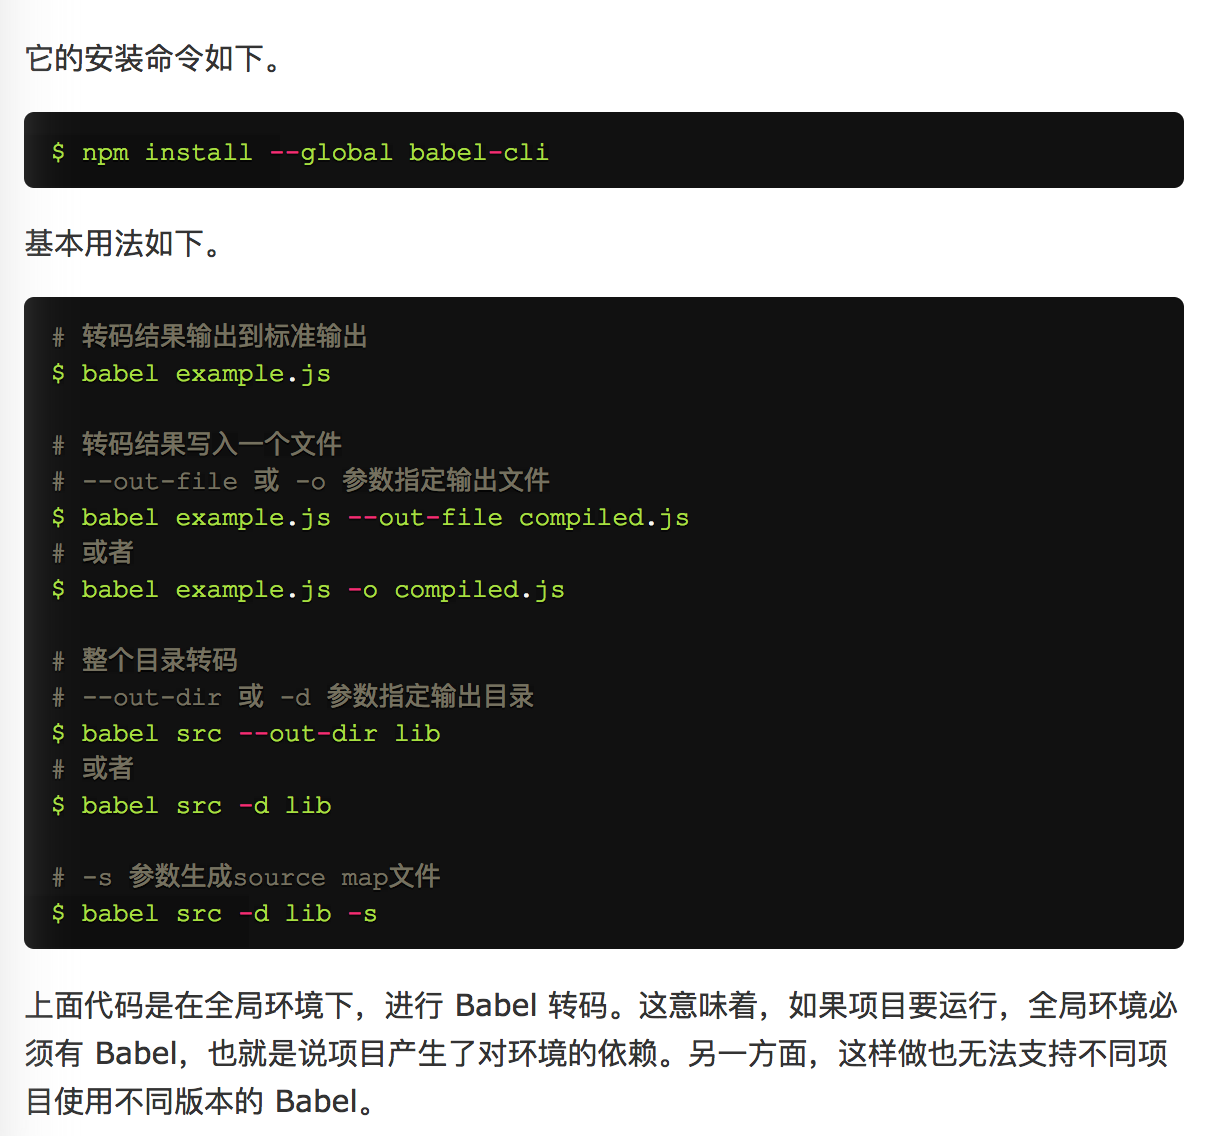 它的安装命令如下。
$ npm install --global babel-cli
基本用法如下。
# 转码结果输出到标准输出
$ babel example.js
# 转码结果写入一个文件
# --out-file 或 -o 参数指定输出文件
$ babel example.js --out-file compiled.js
# 或者
$ babel example.js -o compiled.js
# 整个目录转码
# --out-dir 或 -d 参数指定输出目录
$ babel src --out-dir lib
# 或者
$ babel src -d lib
# -s 参数生成source map文件
$ babel src -d lib -s
上面代码是在全局环境下，进行 Babel 转码。这意味着，如果项目要运行，全局环境必
须有 Babel，也就是说项目产生了对环境的依赖。另一方面，这样做也无法支持不同项
目使用不同版本的 Babel。